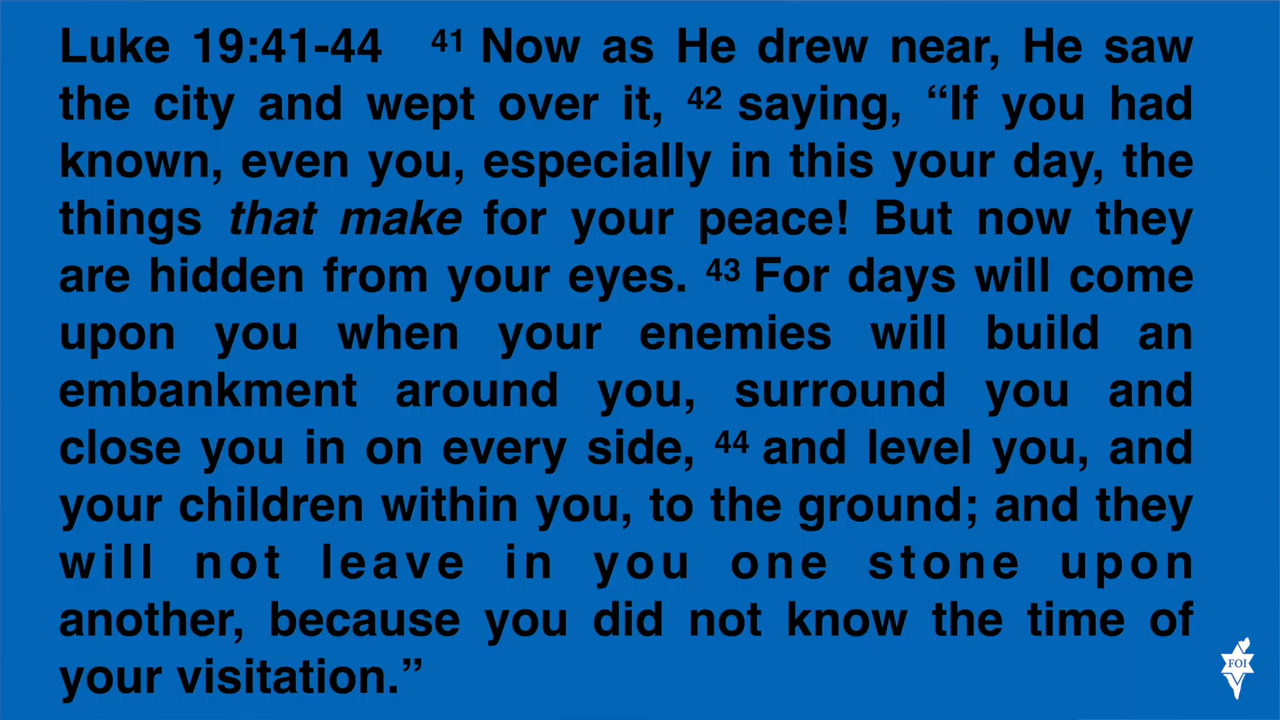 Luke 19:41-44 41 Now as He drew near, He saw
the city and wept over it, 42 saying, “If you had
known, even you, especially in this your day, the
things that make for your peace! But now they
are hidden from your eyes. 43 For days will come
upon you when your enemies will build an
embankment around you, surround you and
close you in on every side, 44 and level you, and
your children within you, to the ground; and they
will not leave in you one stone upon
another, because you did not know the time of
your visitation.”
FOI